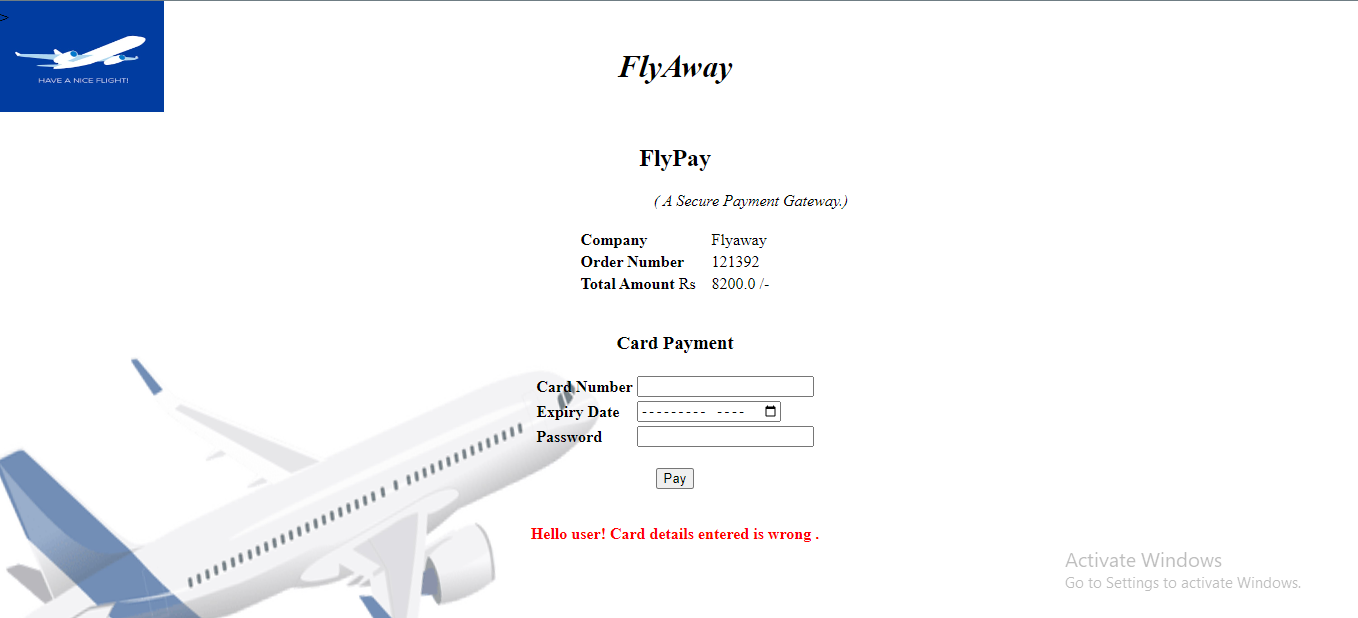 >
HAVE A NICE FLIGHT!
FlyAway
FlyPay
( A Secure Payment Gateway.)
Company Flyaway
Order Number 121392
Total Amount Rs 8200.0 /-
Card Payment
Card Number
Expiry Date --------- ----
Password
Pay
Hello user! Card details entered is wrong .
Activate Windows
Go to Settings to activate Windows.